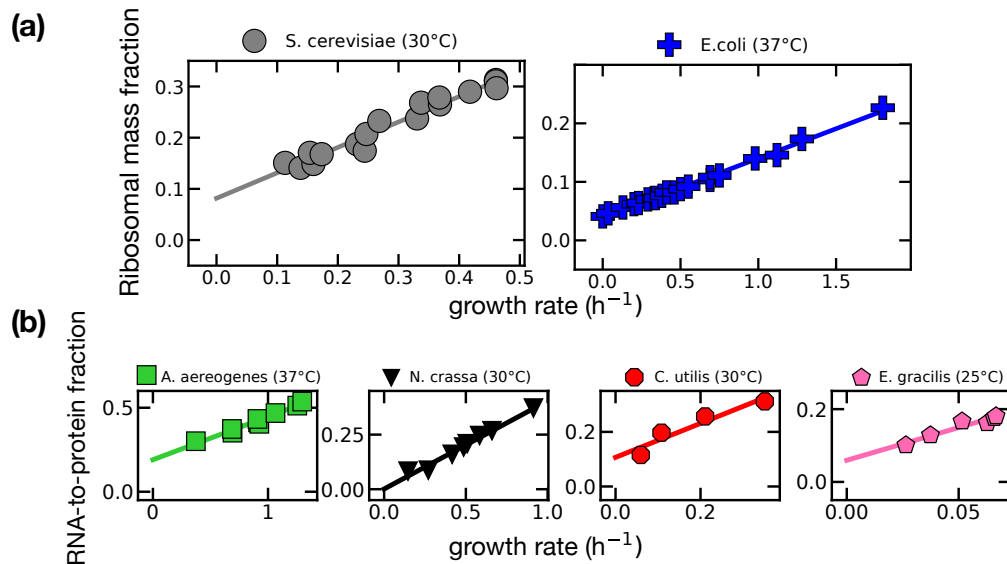 (a)
S. cerevisiae (30°C)
E.coli (37°C)
Ribosomal mass fraction
0.3
0.2
0.1
0.0
0.0 0.1 0.2 0.3 0.4 0.5
0.2
0.1
0.0
0.0 0.5 1.0 1.5
growth rate (h⁻¹)
(b)
RNA-to-protein fraction
A. aereogenes (37°C)
N. crassa (30°C)
C. utilis (30°C)
E. gracilis (25°C)
0.5
0.0
0 1
0.25
0.00
0.0 0.5 1.0
0.2
0.0
0.0 0.2
0.2
0.0
0.00 0.05
growth rate (h⁻¹)